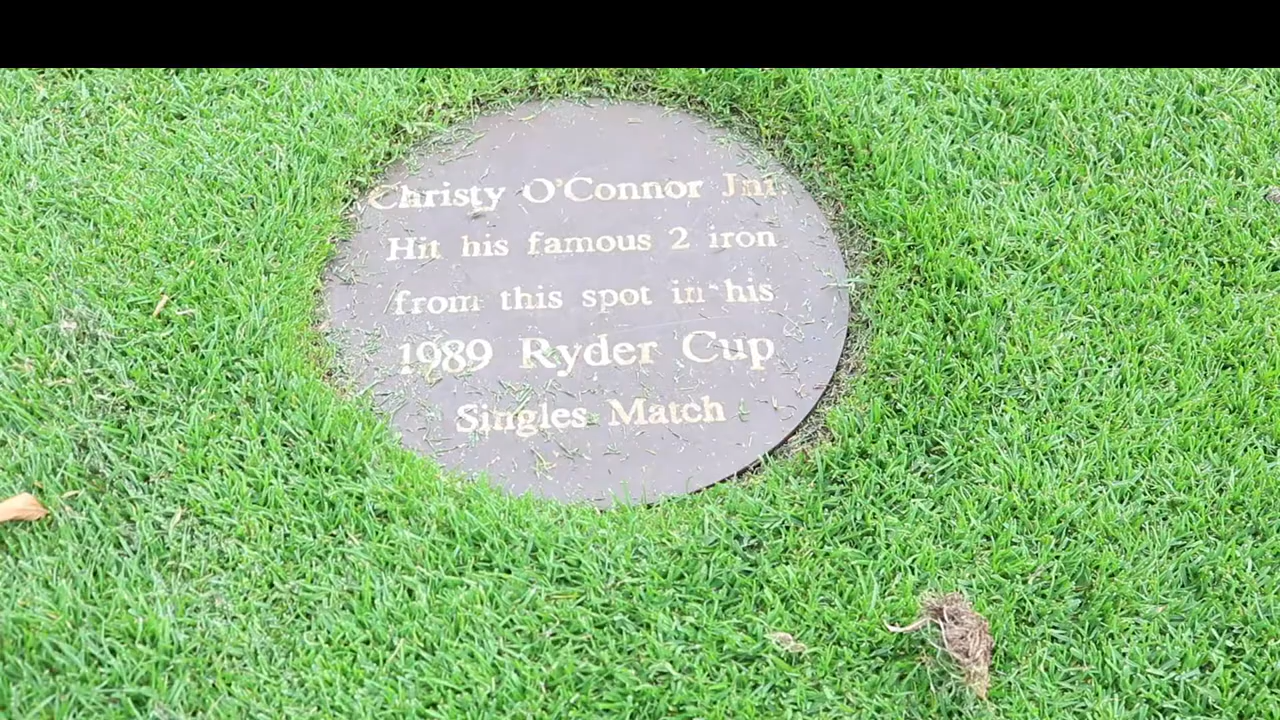 Christy O'Connor Jnr
Hit his famous 2 iron
from this spot in his
1989 Ryder Cup
Singles Match